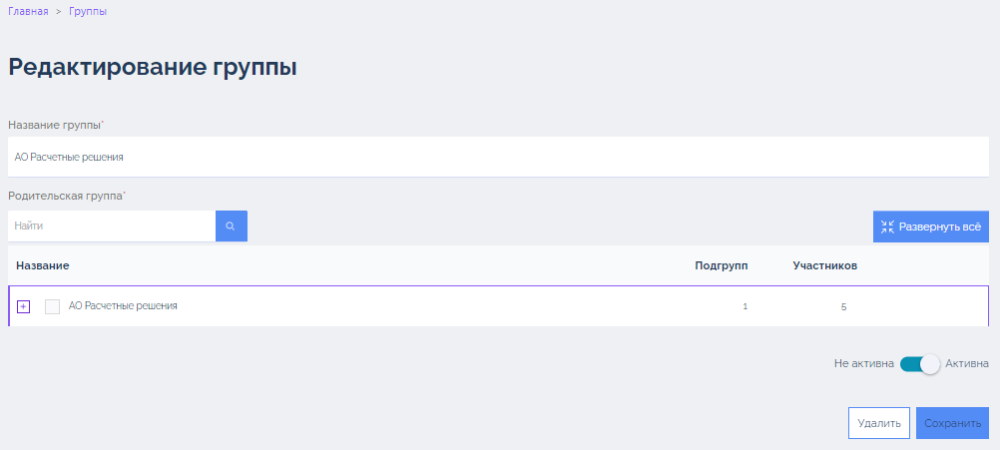 Главная > Группы
Редактирование группы
Название группы*
АО Расчетные решения
Родительская группа*
Найти
Развернуть всё
Название Подгрупп Участников
АО Расчетные решения 1 5
Не активна Активна
Удалить Сохранить